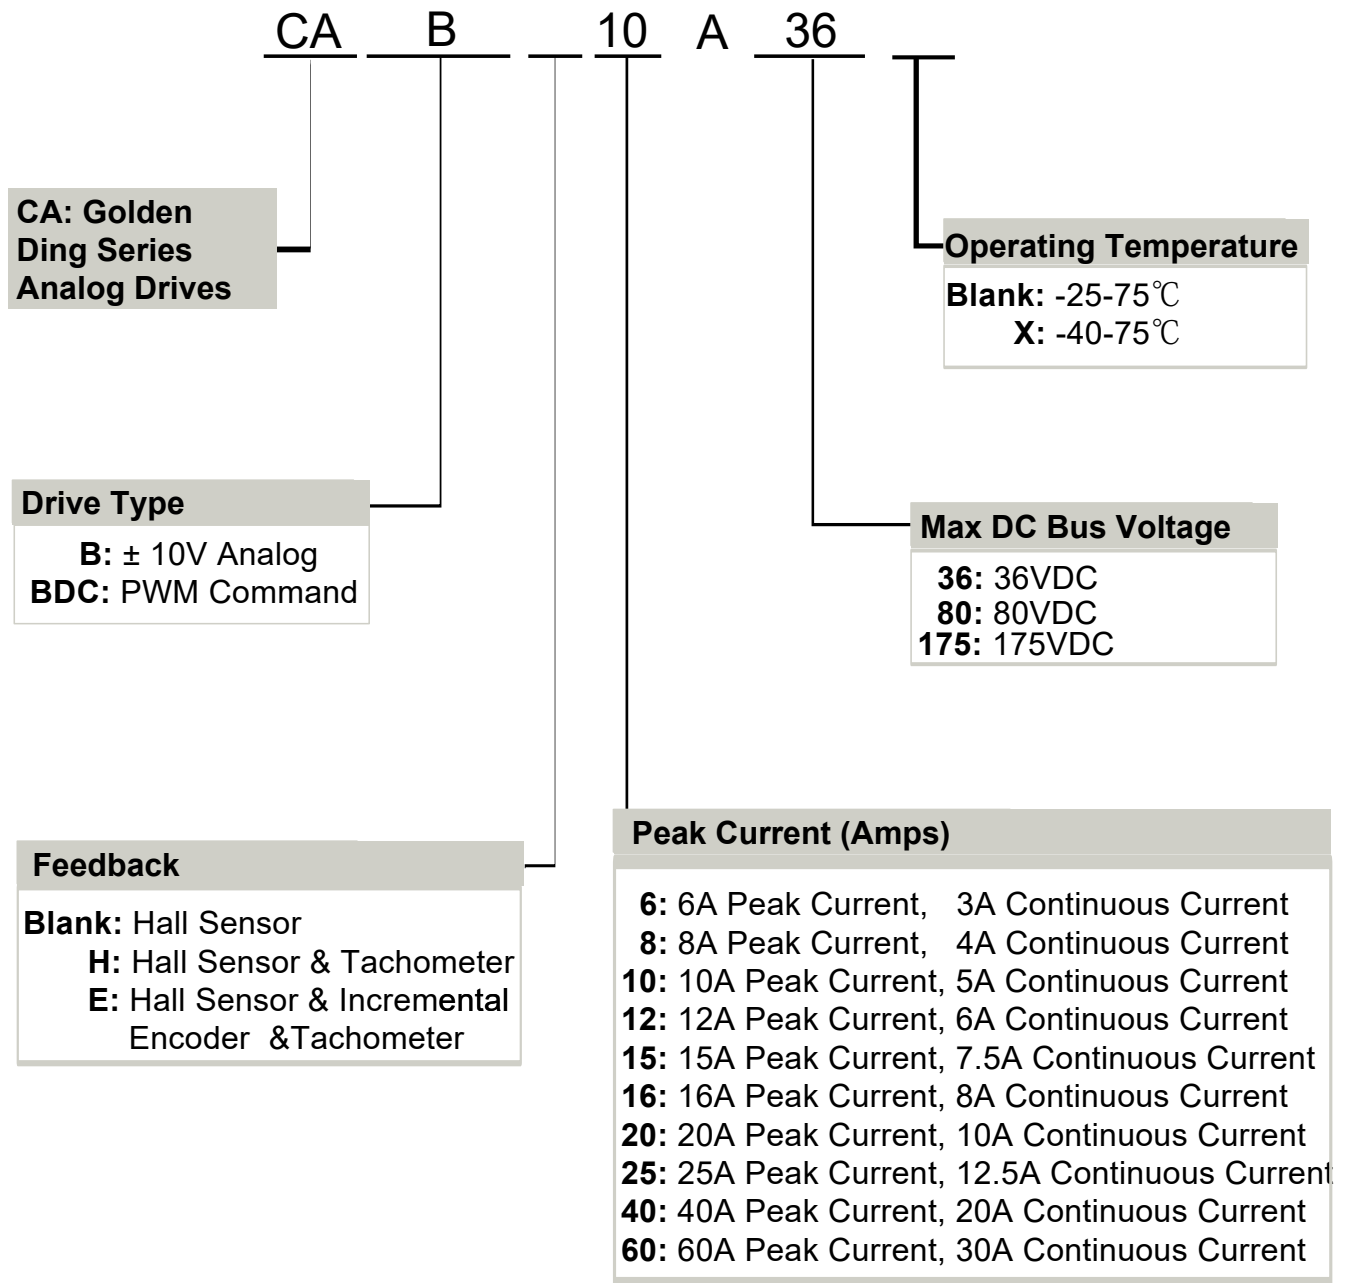 CA B 10 A 36
CA: Golden
Ding Series
Analog Drives
Operating Temperature
Blank: -25-75℃
X: -40-75℃
Drive Type
B: ± 10V Analog
BDC: PWM Command
Max DC Bus Voltage
36: 36VDC
80: 80VDC
175: 175VDC
Feedback
Blank: Hall Sensor
H: Hall Sensor & Tachometer
E: Hall Sensor & Incremental
Encoder &Tachometer
Peak Current (Amps)
6: 6A Peak Current, 3A Continuous Current
8: 8A Peak Current, 4A Continuous Current
10: 10A Peak Current, 5A Continuous Current
12: 12A Peak Current, 6A Continuous Current
15: 15A Peak Current, 7.5A Continuous Current
16: 16A Peak Current, 8A Continuous Current
20: 20A Peak Current, 10A Continuous Current
25: 25A Peak Current, 12.5A Continuous Current
40: 40A Peak Current, 20A Continuous Current
60: 60A Peak Current, 30A Continuous Current